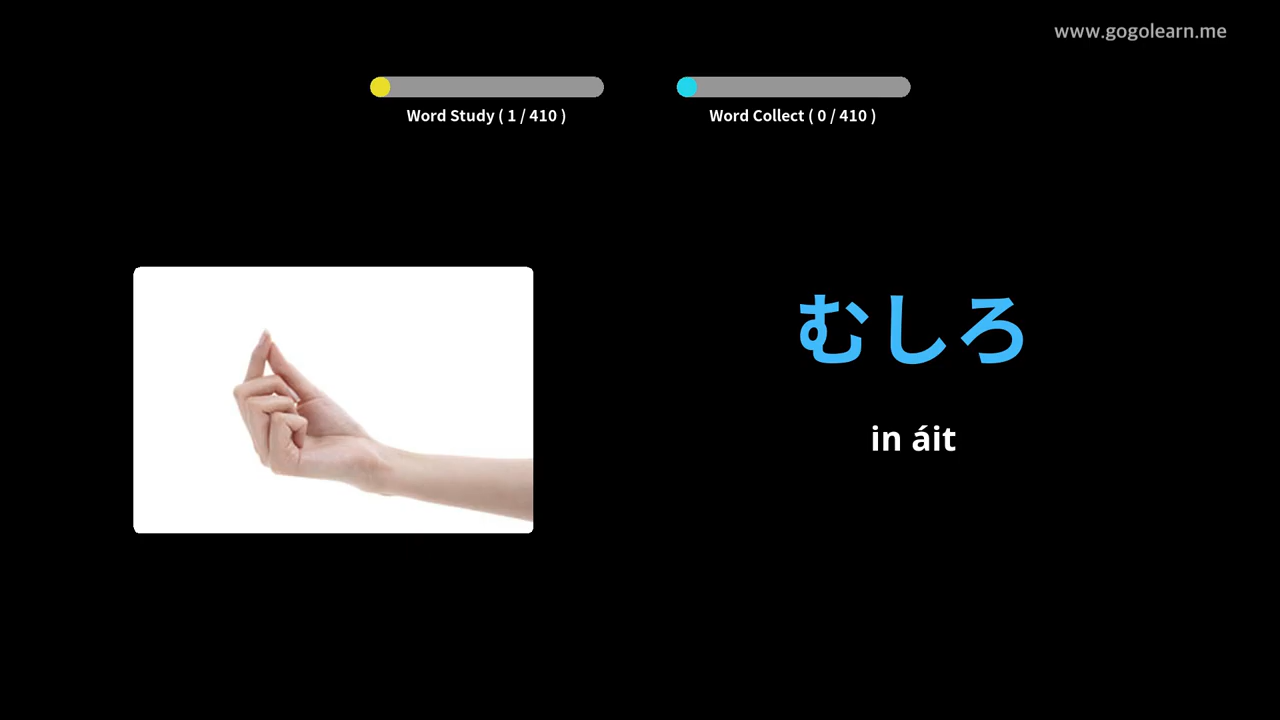 www.gogolearn.me
Word Study ( 1 / 410 )
Word Collect ( 0 / 410 )
むしろ
in áit